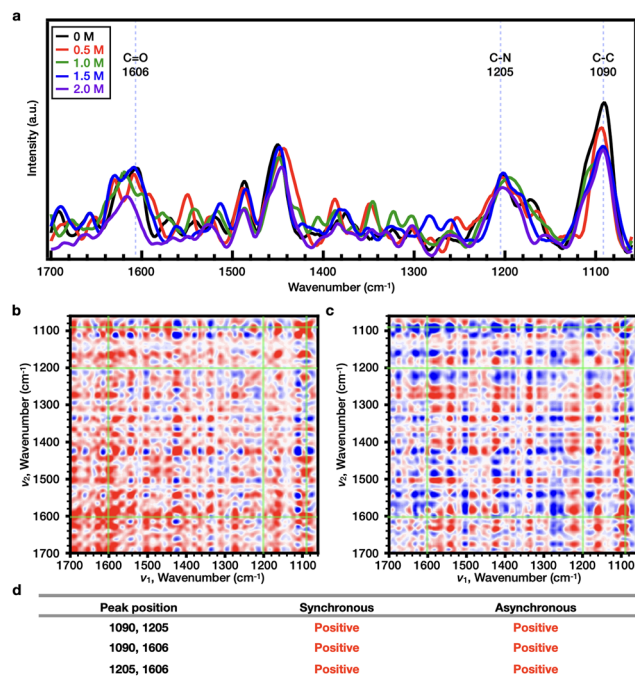 a
0 M
0.5 M
1.0 M
1.5 M
2.0 M
C=O
1606
C-N
1205
C-C
1090
Intensity (a.u.)
1700 1600 1500 1400 1300 1200 1100
Wavenumber (cm⁻¹)
b
1100
1200
1300
1400
1500
1600
1700
ν₂, Wavenumber (cm⁻¹)
1700 1600 1500 1400 1300 1200 1100
ν₁, Wavenumber (cm⁻¹)
c
1100
1200
1300
1400
1500
1600
1700
ν₂, Wavenumber (cm⁻¹)
1700 1600 1500 1400 1300 1200 1100
ν₁, Wavenumber (cm⁻¹)
d
Peak position Synchronous Asynchronous
1090, 1205 Positive Positive
1090, 1606 Positive Positive
1205, 1606 Positive Positive